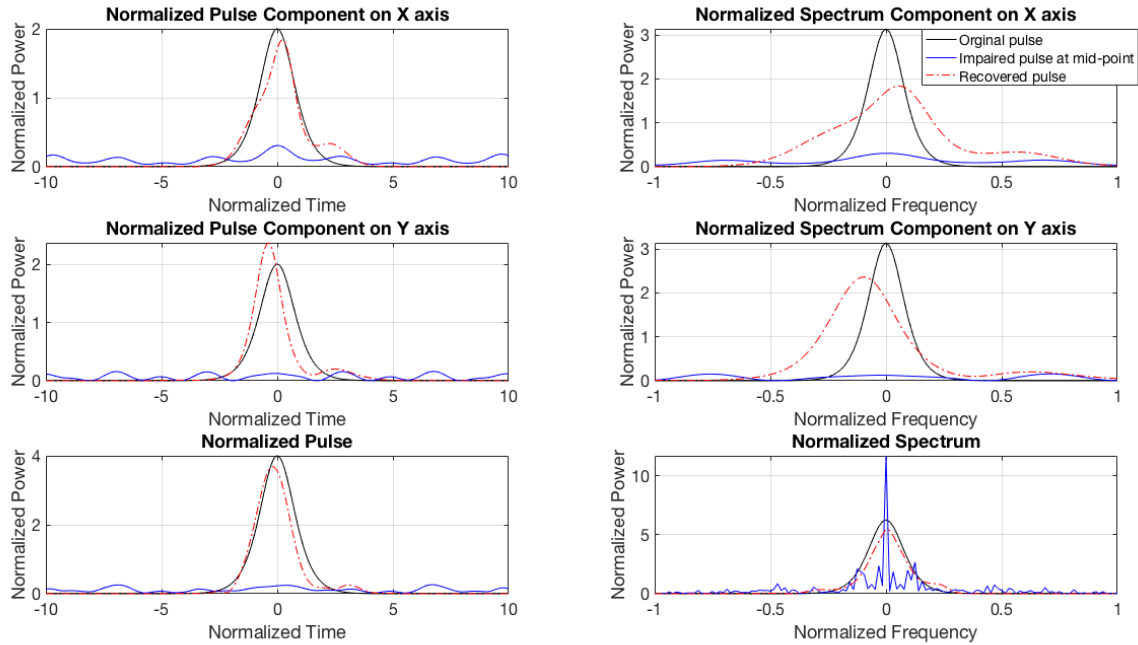 Normalized Pulse Component on X axis
Normalized Power
2
1
0
-10
-5
0
5
10
Normalized Time
Normalized Spectrum Component on X axis
Normalized Power
3
2
1
0
-1
-0.5
0
0.5
1
Normalized Frequency
Orginal pulse
Impaired pulse at mid-point
Recovered pulse
Normalized Pulse Component on Y axis
Normalized Power
2
1
0
-10
-5
0
5
10
Normalized Time
Normalized Spectrum Component on Y axis
Normalized Power
3
2
1
0
-1
-0.5
0
0.5
1
Normalized Frequency
Normalized Pulse
Normalized Power
4
2
0
-10
-5
0
5
10
Normalized Time
Normalized Spectrum
Normalized Power
10
5
0
-1
-0.5
0
0.5
1
Normalized Frequency